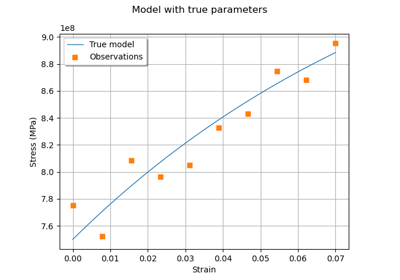 Model with true parameters
1e8
True model
Observations
9.0
8.8
8.6
8.4
8.2
8.0
7.8
7.6
Stress (MPa)
0.00 0.01 0.02 0.03 0.04 0.05 0.06 0.07
Strain